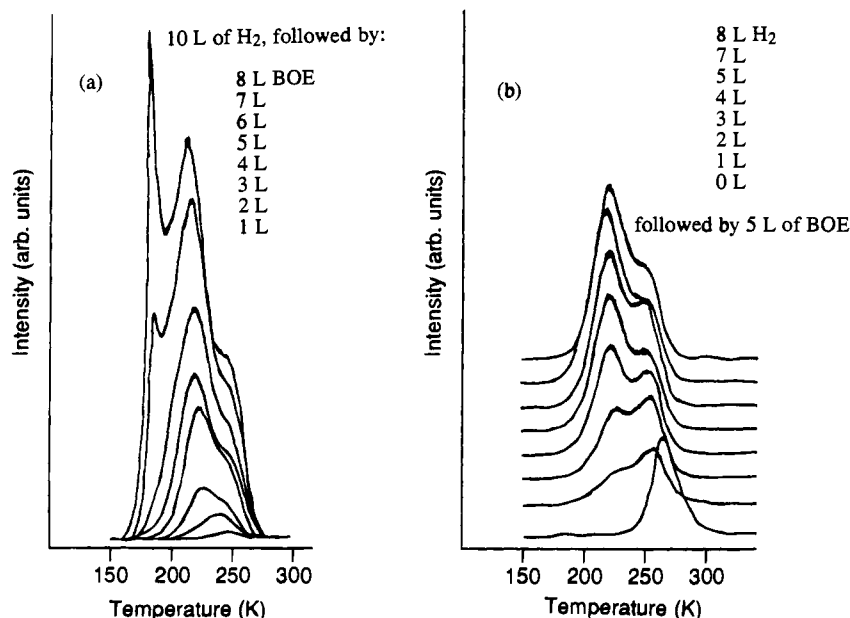 10 L of H2, followed by:
(a)
8 L BOE
7 L
6 L
5 L
4 L
3 L
2 L
1 L
Intensity (arb. units)
150 200 250 300
Temperature (K)
8 L H2
(b)
7 L
5 L
4 L
3 L
2 L
1 L
0 L
followed by 5 L of BOE
Intensity (arb. units)
150 200 250 300
Temperature (K)